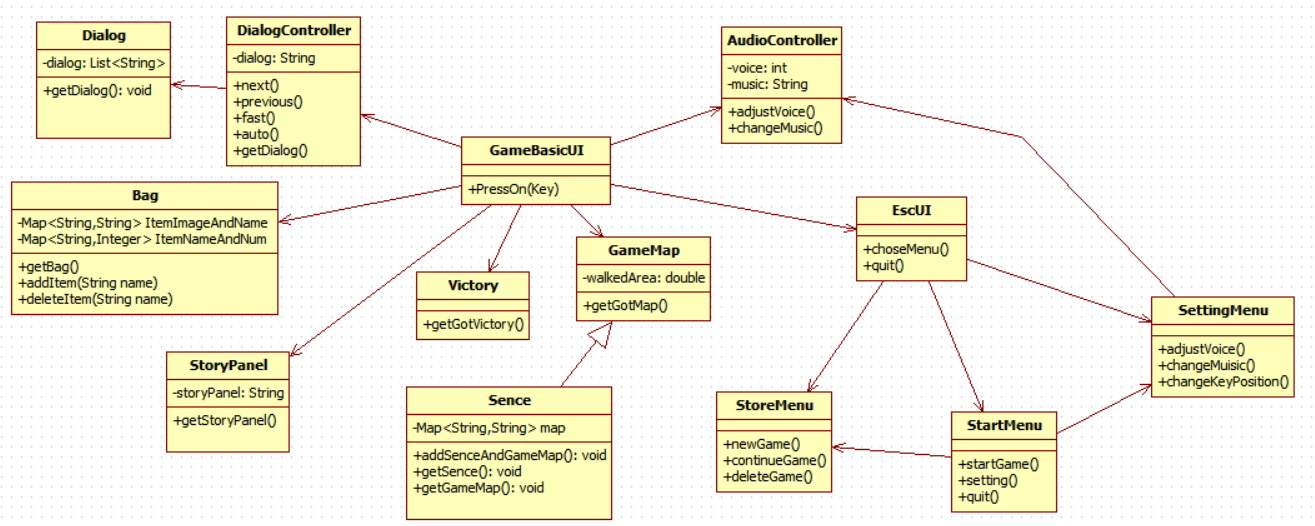 Dialog
-dialog: List<String>
+getDialog(): void
DialogController
-dialog: String
+next()
+previous()
+fast()
+auto()
+getDialog()
AudioController
-voice: int
-music: String
+adjustVoice()
+changeMusic()
GameBasicUI
+PressOn(Key)
Bag
-Map<String,String> ItemImageAndName
-Map<String,Integer> ItemNameAndNum
+getBag()
+addItem(String name)
+deleteItem(String name)
EscUI
+choseMenu()
+quit()
GameMap
-walkedArea: double
+getGotMap()
Victory
+getGotVictory()
SettingMenu
+adjustVoice()
+changeMuisic()
+changeKeyPosition()
StoryPanel
-storyPanel: String
+getStoryPanel()
Sence
-Map<String,String> map
+addSenceAndGameMap(): void
+getSence(): void
+getGameMap(): void
StoreMenu
+newGame()
+continueGame()
+deleteGame()
StartMenu
+startGame()
+setting()
+quit()